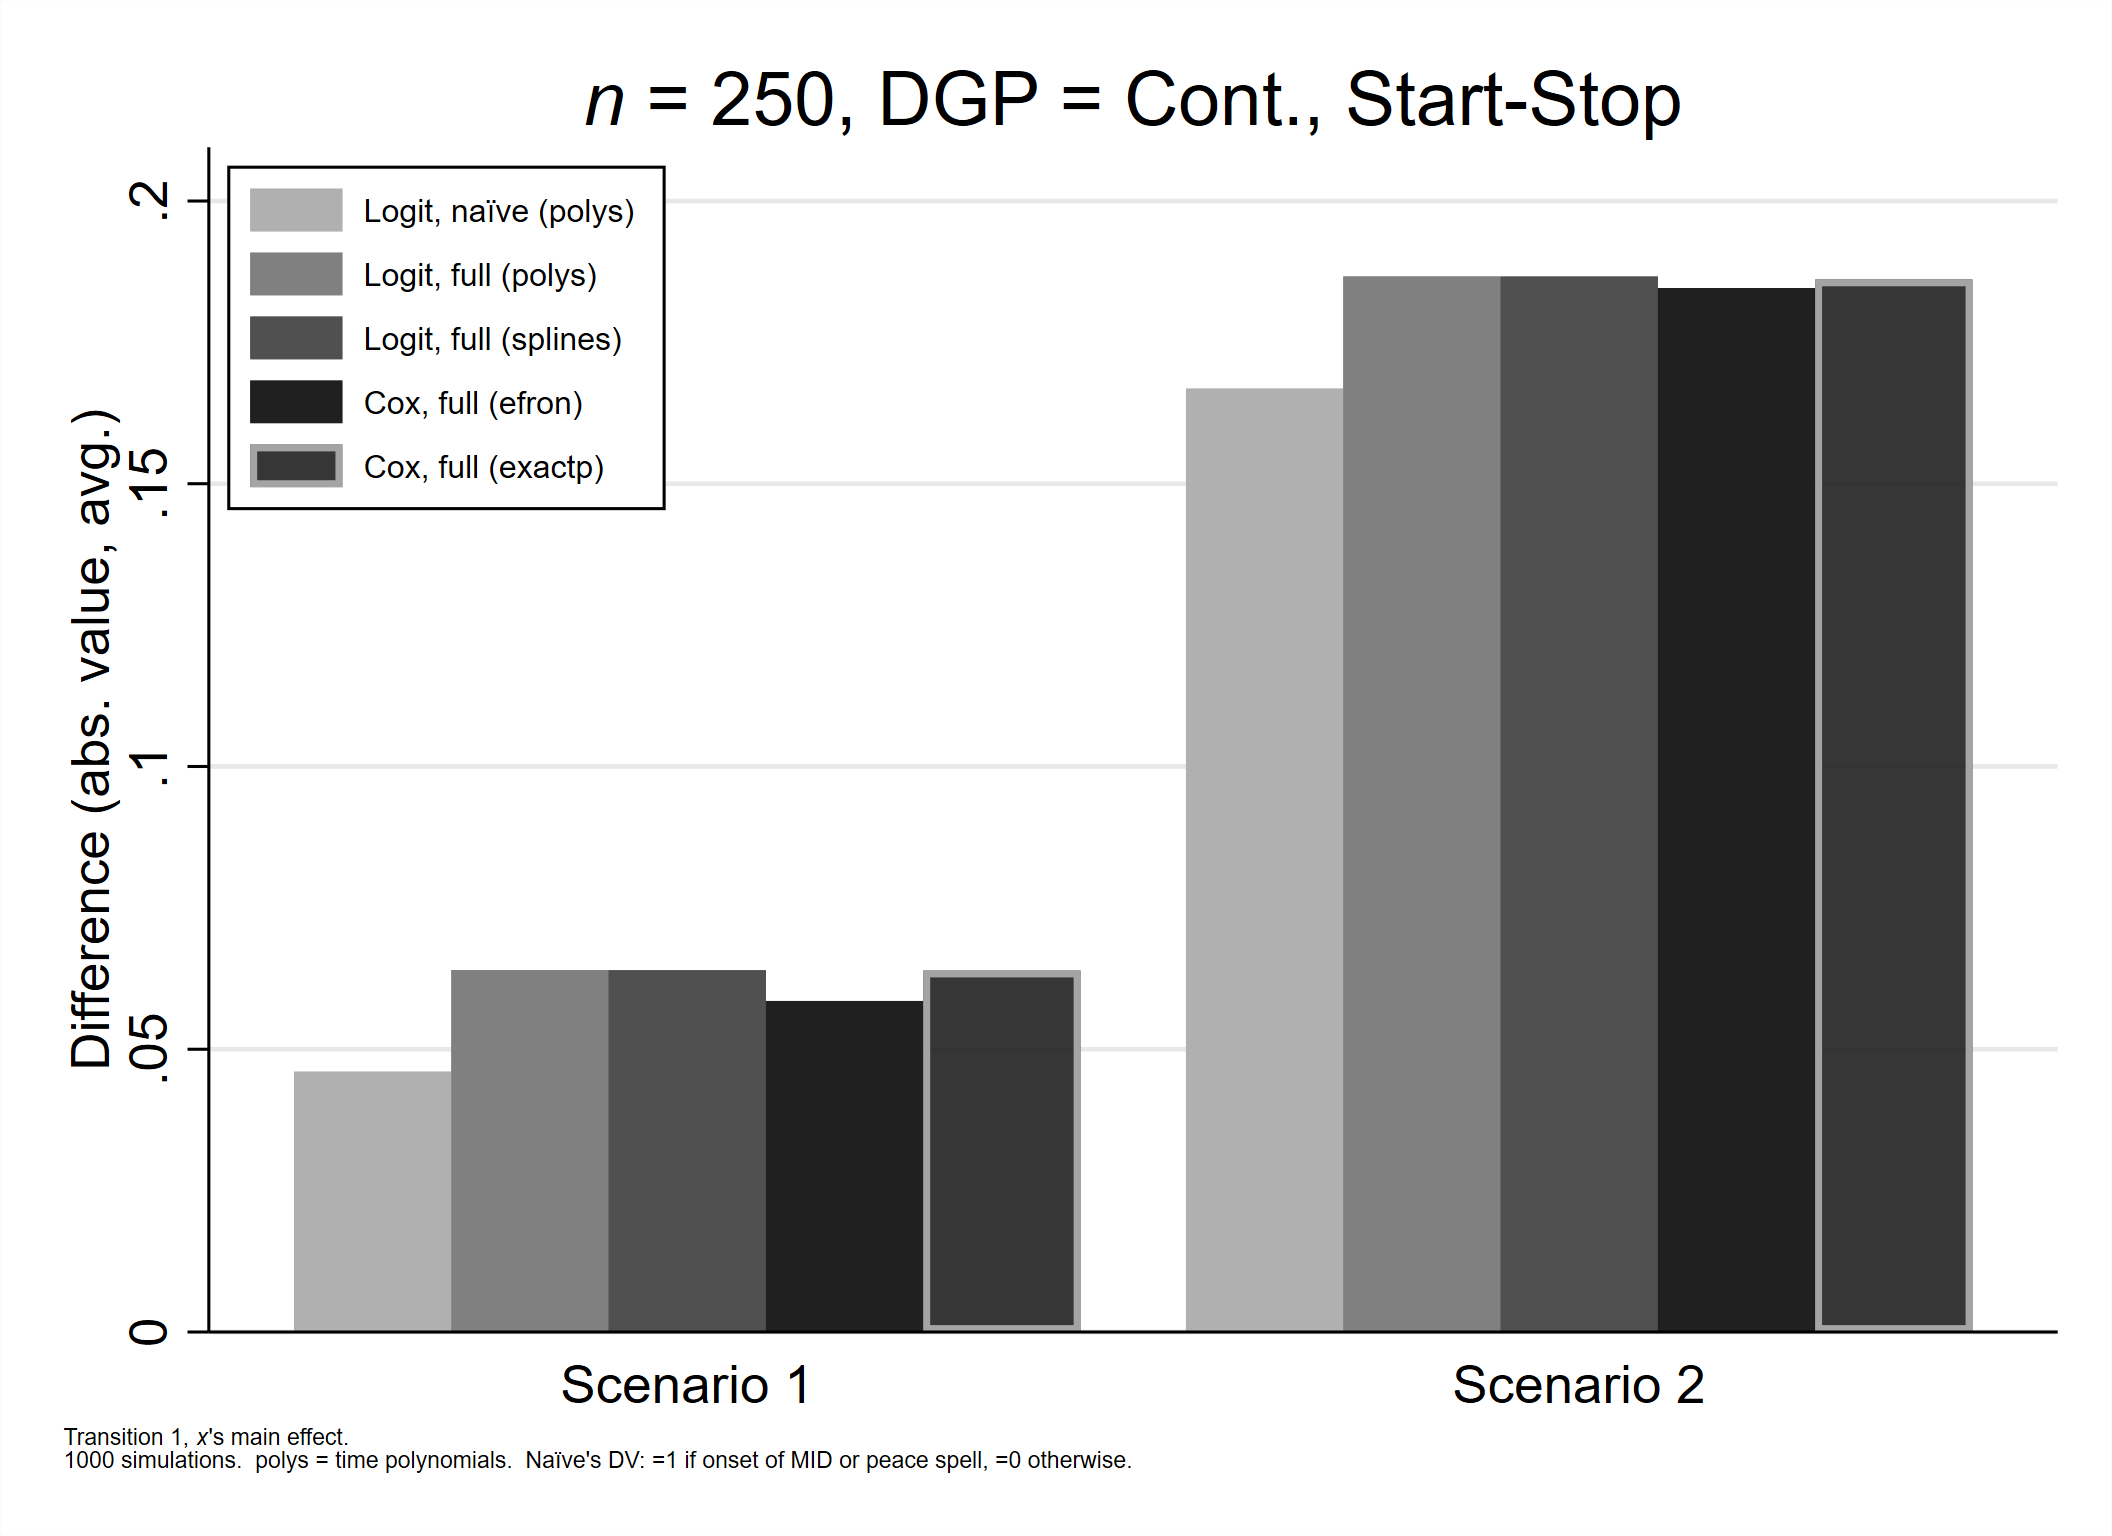 n = 250, DGP = Cont., Start-Stop
Logit, naïve (polys)
Logit, full (polys)
Logit, full (splines)
Cox, full (efron)
Cox, full (exactp)
Difference (abs. value, avg.)
.2
.15
.1
.05
0
Scenario 1
Scenario 2
Transition 1, x's main effect.
1000 simulations.  polys = time polynomials.  Naïve's DV: =1 if onset of MID or peace spell, =0 otherwise.